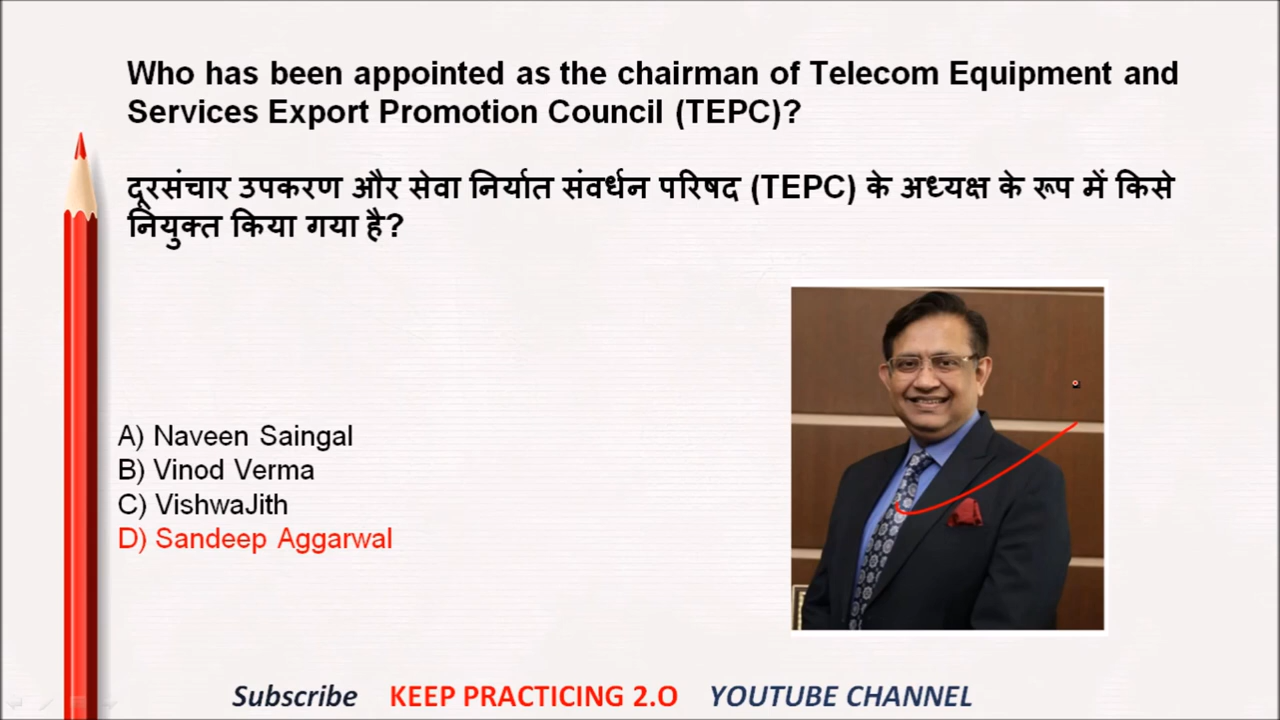 Who has been appointed as the chairman of Telecom Equipment and
Services Export Promotion Council (TEPC)?
दूरसंचार उपकरण और सेवा निर्यात संवर्धन परिषद (TEPC) के अध्यक्ष के रूप में किसे
नियुक्त किया गया है?
A) Naveen Saingal
B) Vinod Verma
C) VishwaJith
D) Sandeep Aggarwal
Subscribe KEEP PRACTICING 2.O YOUTUBE CHANNEL